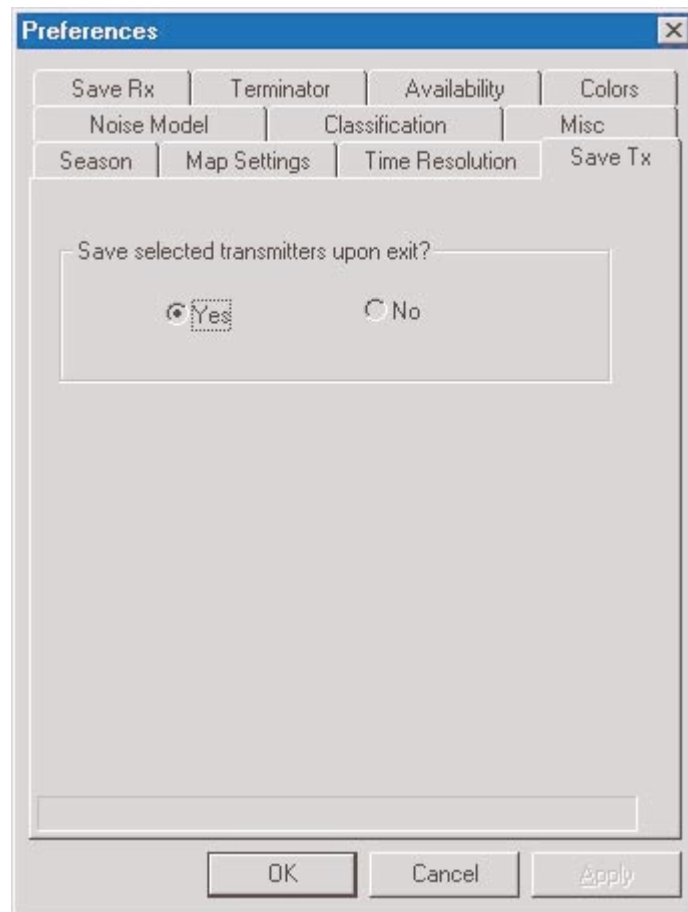 Preferences
Save Rx Terminator Availability Colors
Noise Model Classification Misc
Season Map Settings Time Resolution Save Tx
Save selected transmitters upon exit?
Yes No
OK Cancel Apply